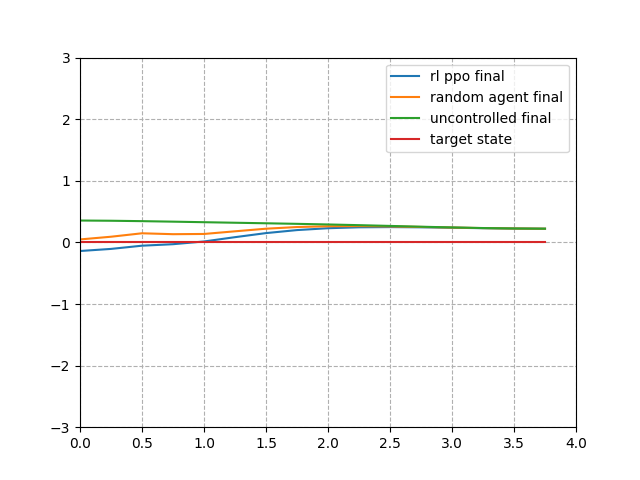 3
2
1
0
−1
−2
−3
0.0 0.5 1.0 1.5 2.0 2.5 3.0 3.5 4.0
rl ppo final
random agent final
uncontrolled final
target state